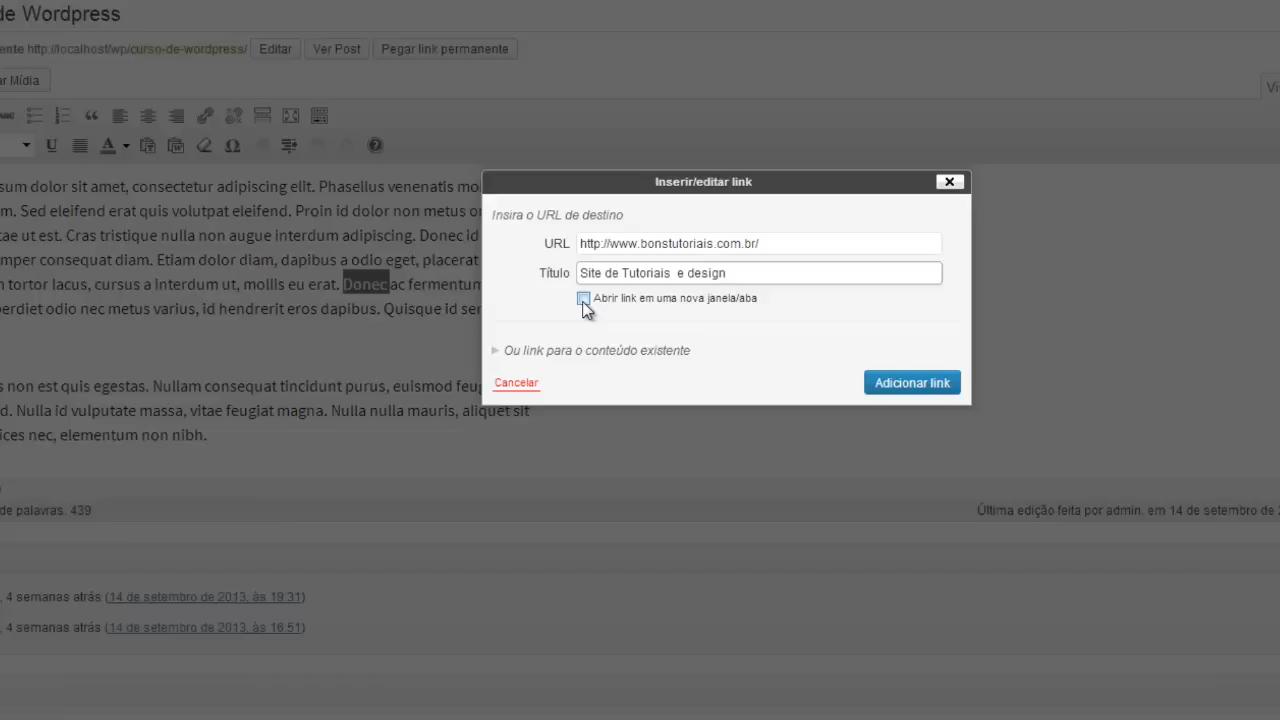 de Wordpress
ente http://localhost/wp/curso-de-wordpress/ Editar Ver Post Pegar link permanente
ar Mídia
Vi
sum dolor sit amet, consectetur adipiscing elit. Phasellus venenatis mo
m. Sed eleifend erat quis volutpat eleifend. Proin id dolor non metus or
tae ut est. Cras tristique nulla non augue interdum adipiscing. Donec id
mper consequat diam. Etiam dolor diam, dapibus a odio eget, placerat
n tortor lacus, cursus a interdum ut, mollis eu erat. Donec ac fermentum
perdiet odio nec metus varius, id hendrerit eros dapibus. Quisque id sem
s non est quis egestas. Nullam consequat tincidunt purus, euismod feug
d. Nulla id vulputate massa, vitae feugiat magna. Nulla nulla mauris, aliquet sit
ices nec, elementum non nibh.
Inserir/editar link
Insira o URL de destino
URL http://www.bonstutoriais.com.br/
Título Site de Tutoriais  e design
Abrir link em uma nova janela/aba
Ou link para o conteúdo existente
Cancelar Adicionar link
de palavras. 439
Última edição feita por admin. em 14 de setembro de
, 4 semanas atrás (14 de setembro de 2013, às 19:31)
, 4 semanas atrás (14 de setembro de 2013, às 16:51)